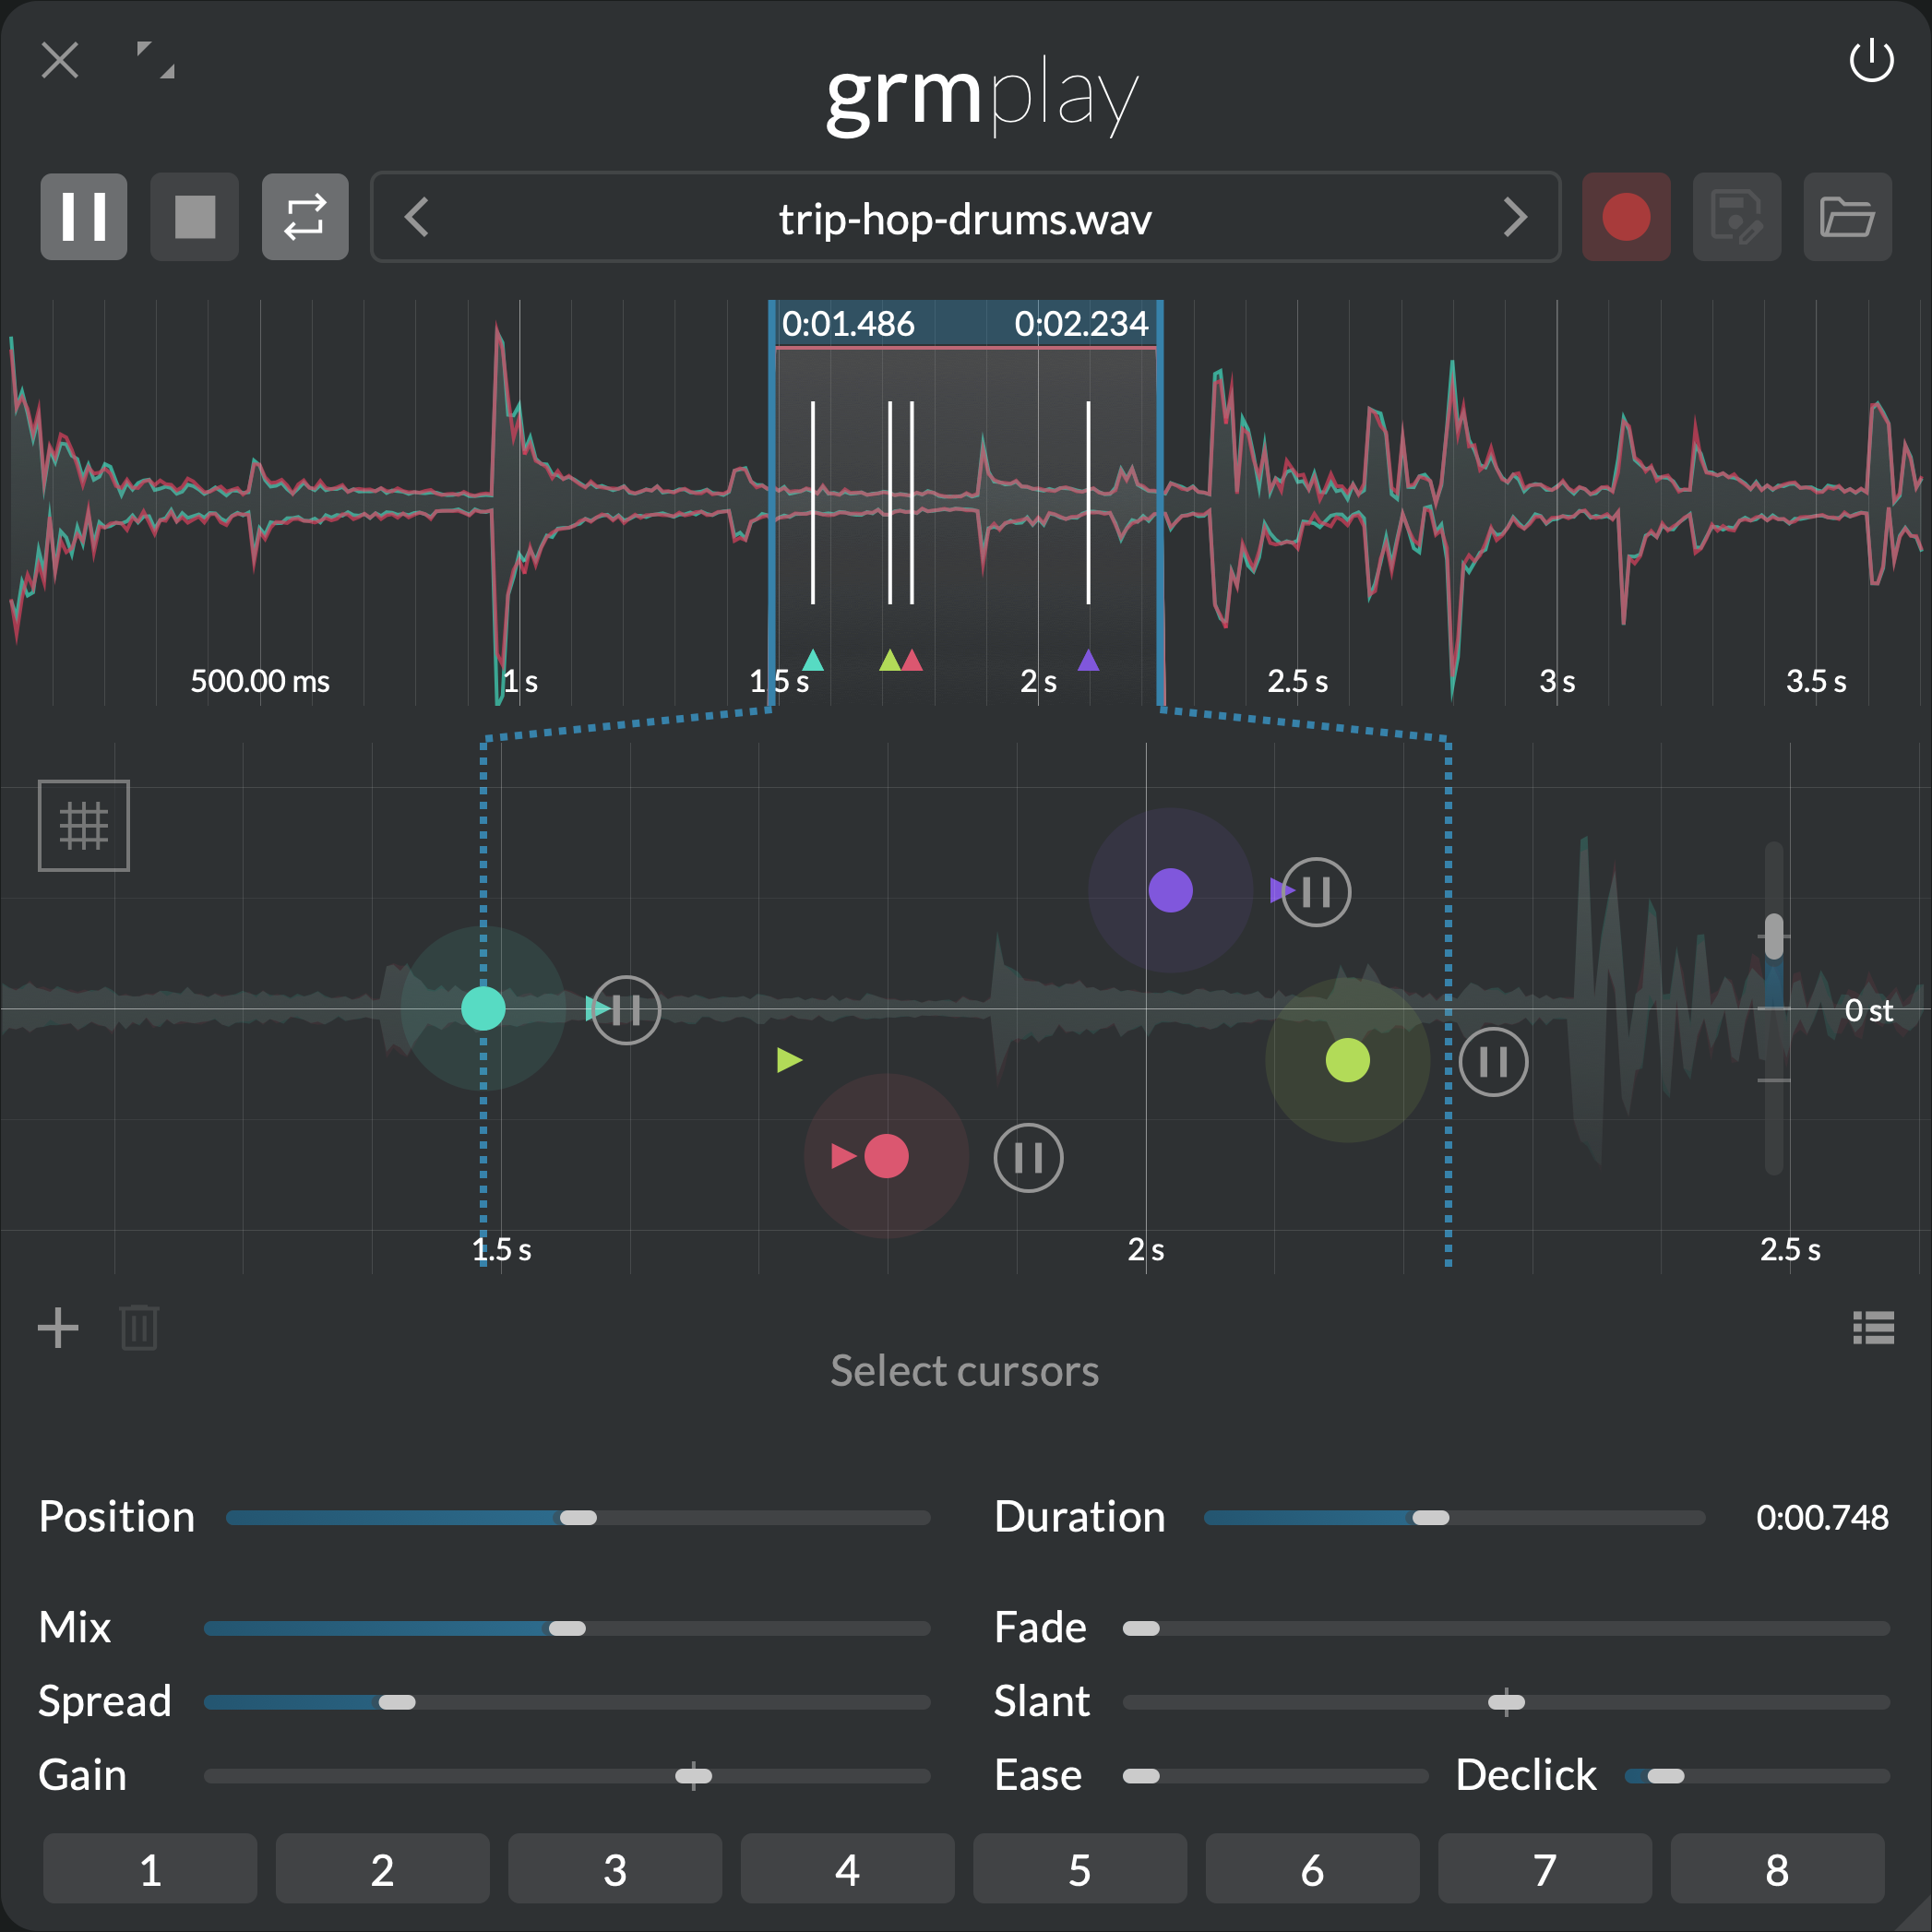 grmplay
trip-hop-drums.wav
0:01.486 0:02.234
500.00 ms 1 s 1.5 s 2 s 2.5 s 3 s 3.5 s
0 st
1.5 s 2 s 2.5 s
Select cursors
Position Duration 0:00.748
Mix Fade
Spread Slant
Gain Ease Declick
1 2 3 4 5 6 7 8